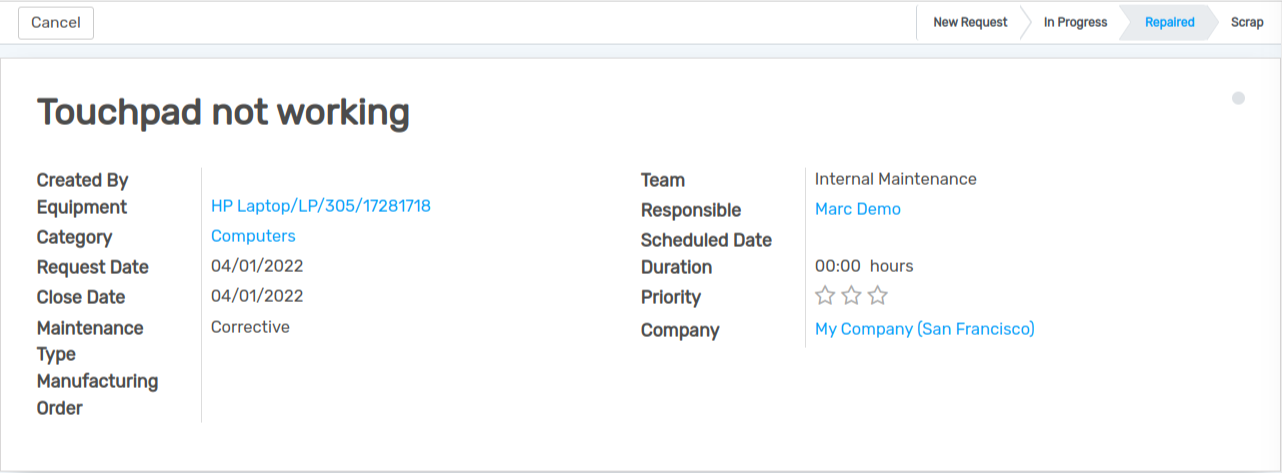 Cancel
New Request
In Progress
Repaired
Scrap
Touchpad not working
Created By
Equipment HP Laptop/LP/305/17281718
Category Computers
Request Date 04/01/2022
Close Date 04/01/2022
Maintenance Corrective
Type
Manufacturing
Order
Team Internal Maintenance
Responsible Marc Demo
Scheduled Date
Duration 00:00 hours
Priority
Company My Company (San Francisco)